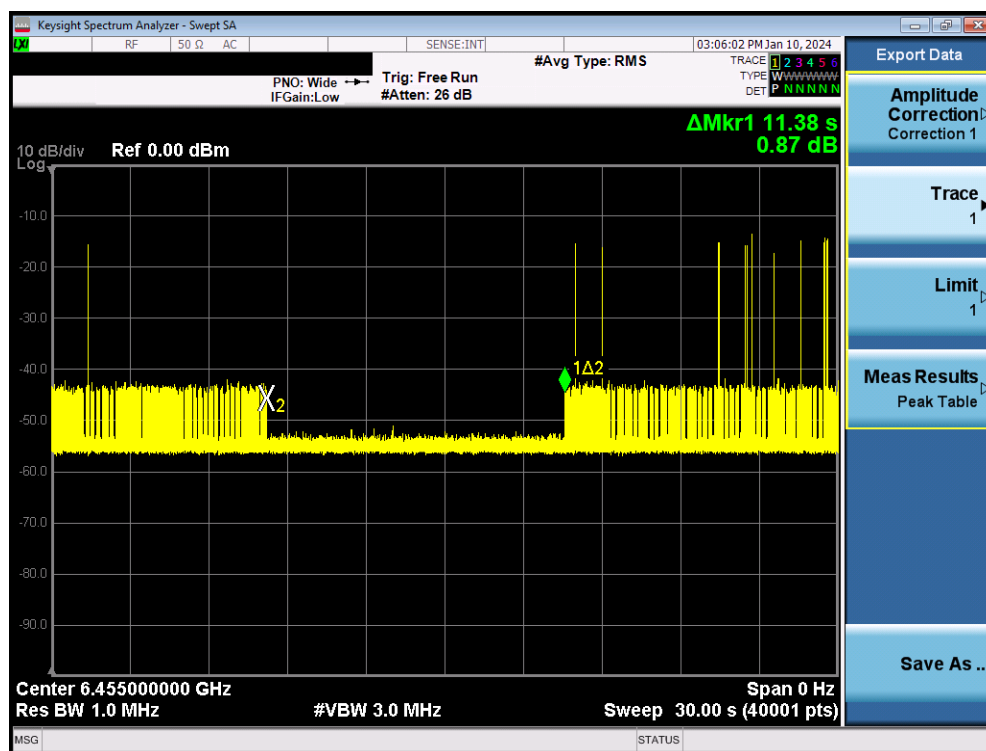 Keysight Spectrum Analyzer - Swept SA
LXI RF 50 Ω AC SENSE:INT 03:06:02 PM Jan 10, 2024
#Avg Type: RMS
TRACE 1 2 3 4 5 6
PNO: Wide Trig: Free Run
TYPE WWWWWW
IFGain:Low #Atten: 26 dB
DET P N N N N N
ΔMkr1 11.38 s
0.87 dB
10 dB/div Ref 0.00 dBm
Log
-10.0
-20.0
-30.0
-40.0
-50.0
-60.0
-70.0
-80.0
-90.0
1Δ2
X2
Center 6.455000000 GHz Span 0 Hz
Res BW 1.0 MHz #VBW 3.0 MHz Sweep 30.00 s (40001 pts)
MSG STATUS
Export Data
Amplitude
Correction
Correction 1
Trace
1
Limit
1
Meas Results
Peak Table
Save As ..